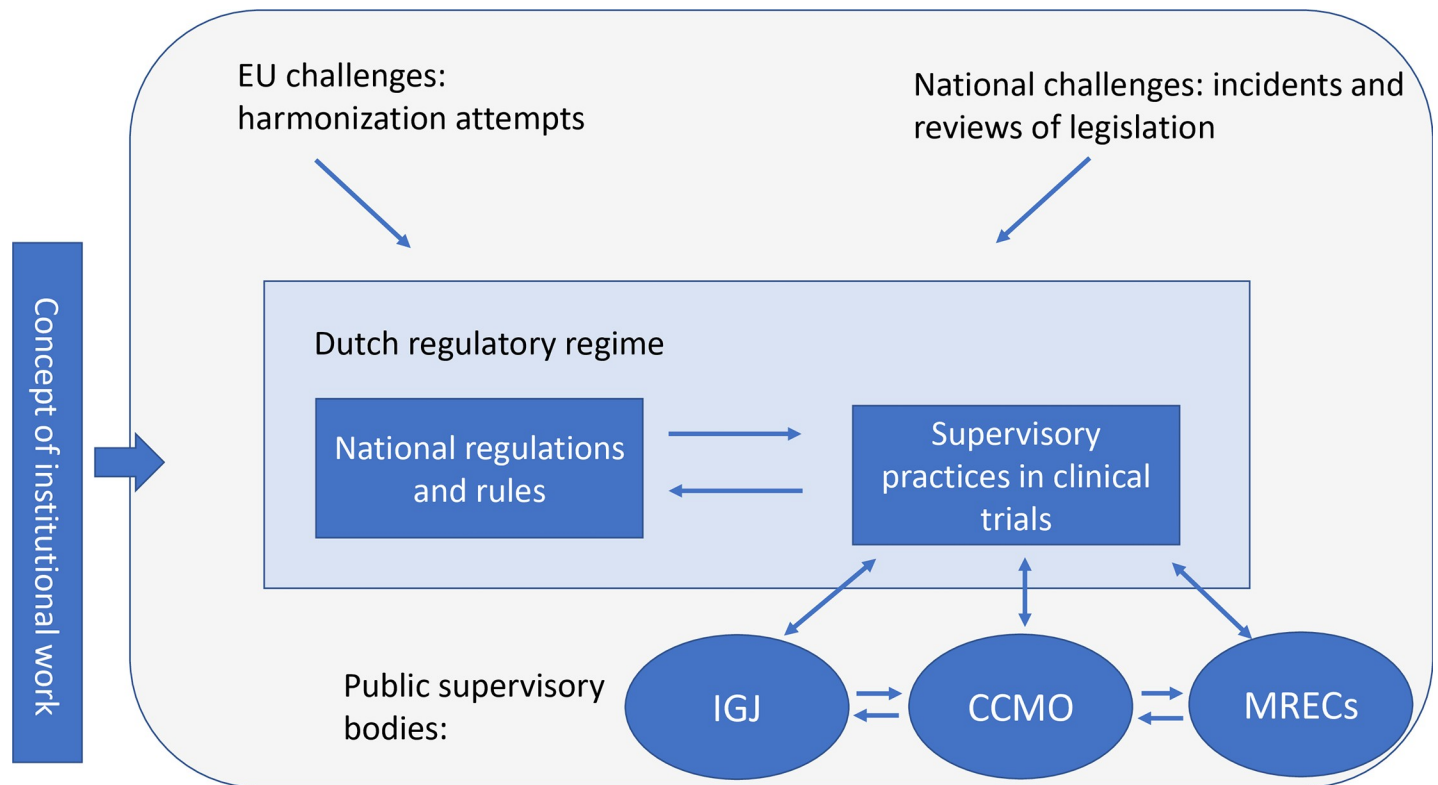 EU challenges:
harmonization attempts
National challenges: incidents and
reviews of legislation
Concept of institutional work
Dutch regulatory regime
National regulations
and rules
Supervisory
practices in clinical
trials
Public supervisory
bodies:
IGJ
CCMO
MRECs